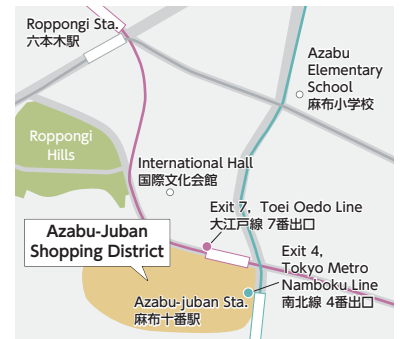 Roppongi Sta.
六本木駅
Azabu
Elementary
School
麻布小学校
Roppongi
Hills
International Hall
国際文化会館
Exit 7, Toei Oedo Line
大江戸線 7番出口
Azabu-Juban
Shopping District
Exit 4,
Tokyo Metro
Namboku Line
南北線 4番出口
Azabu-juban Sta.
麻布十番駅